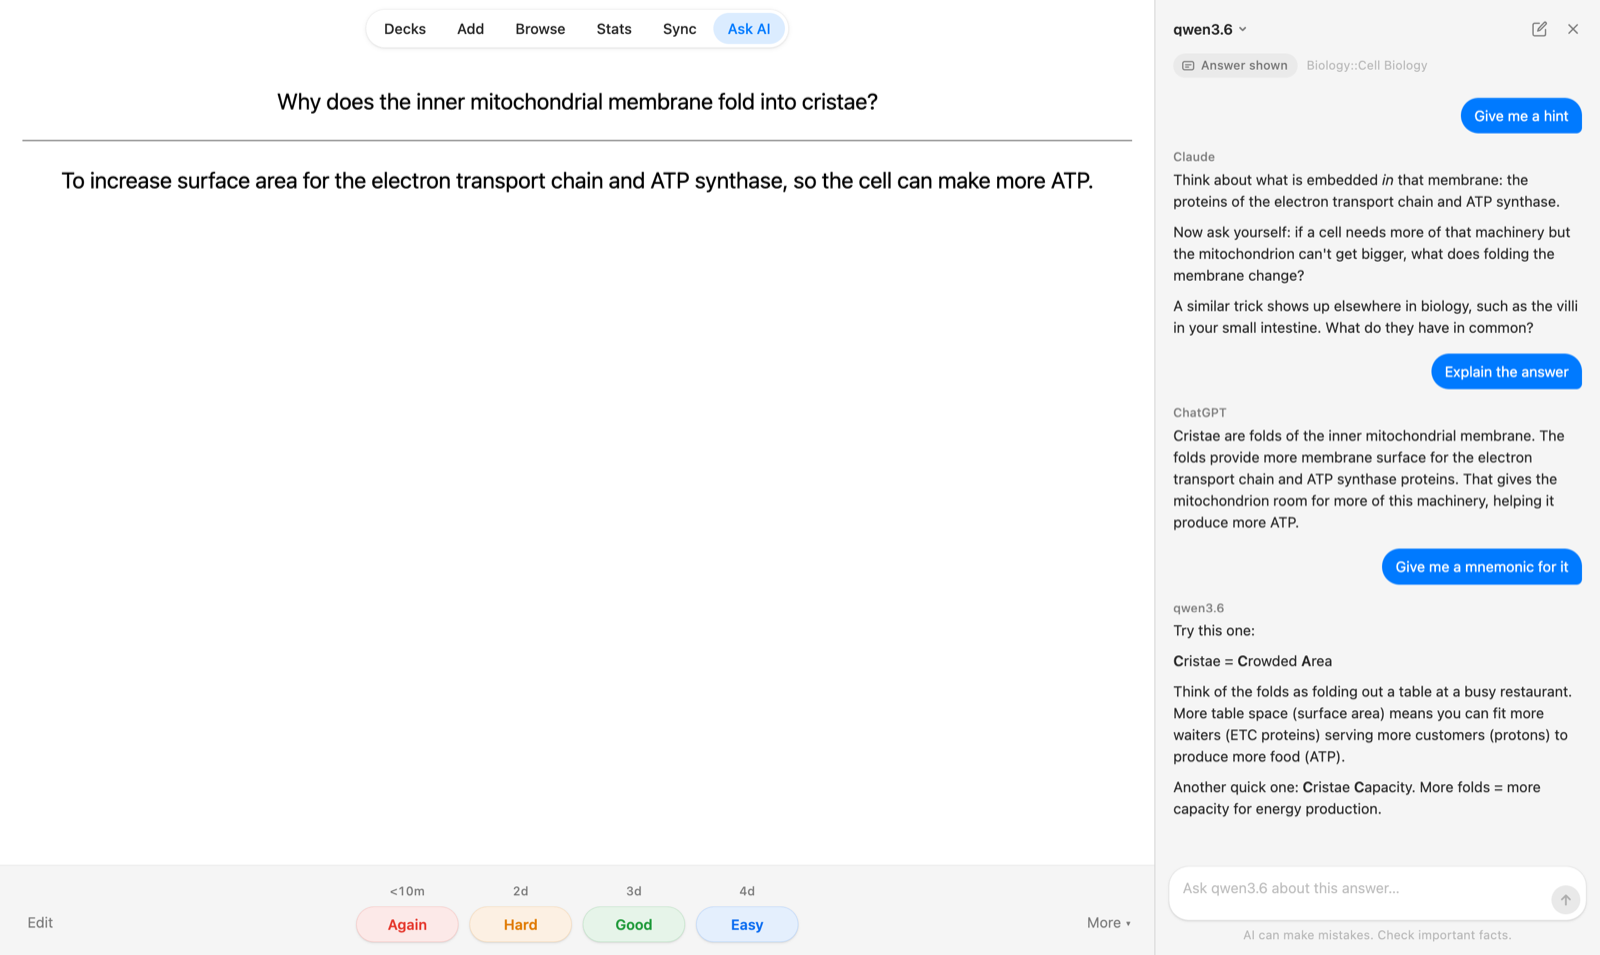 Decks Add Browse Stats Sync Ask AI
Why does the inner mitochondrial membrane fold into cristae?
To increase surface area for the electron transport chain and ATP synthase, so the cell can make more ATP.
Edit
<10m 2d 3d 4d
Again Hard Good Easy
More
qwen3.6
Answer shown Biology::Cell Biology
Give me a hint
Claude
Think about what is embedded in that membrane: the
proteins of the electron transport chain and ATP synthase.
Now ask yourself: if a cell needs more of that machinery but
the mitochondrion can't get bigger, what does folding the
membrane change?
A similar trick shows up elsewhere in biology, such as the villi
in your small intestine. What do they have in common?
Explain the answer
ChatGPT
Cristae are folds of the inner mitochondrial membrane. The
folds provide more membrane surface for the electron
transport chain and ATP synthase proteins. That gives the
mitochondrion room for more of this machinery, helping it
produce more ATP.
Give me a mnemonic for it
qwen3.6
Try this one:
Cristae = Crowded Area
Think of the folds as folding out a table at a busy restaurant.
More table space (surface area) means you can fit more
waiters (ETC proteins) serving more customers (protons) to
produce more food (ATP).
Another quick one: Cristae Capacity. More folds = more
capacity for energy production.
Ask qwen3.6 about this answer...
AI can make mistakes. Check important facts.